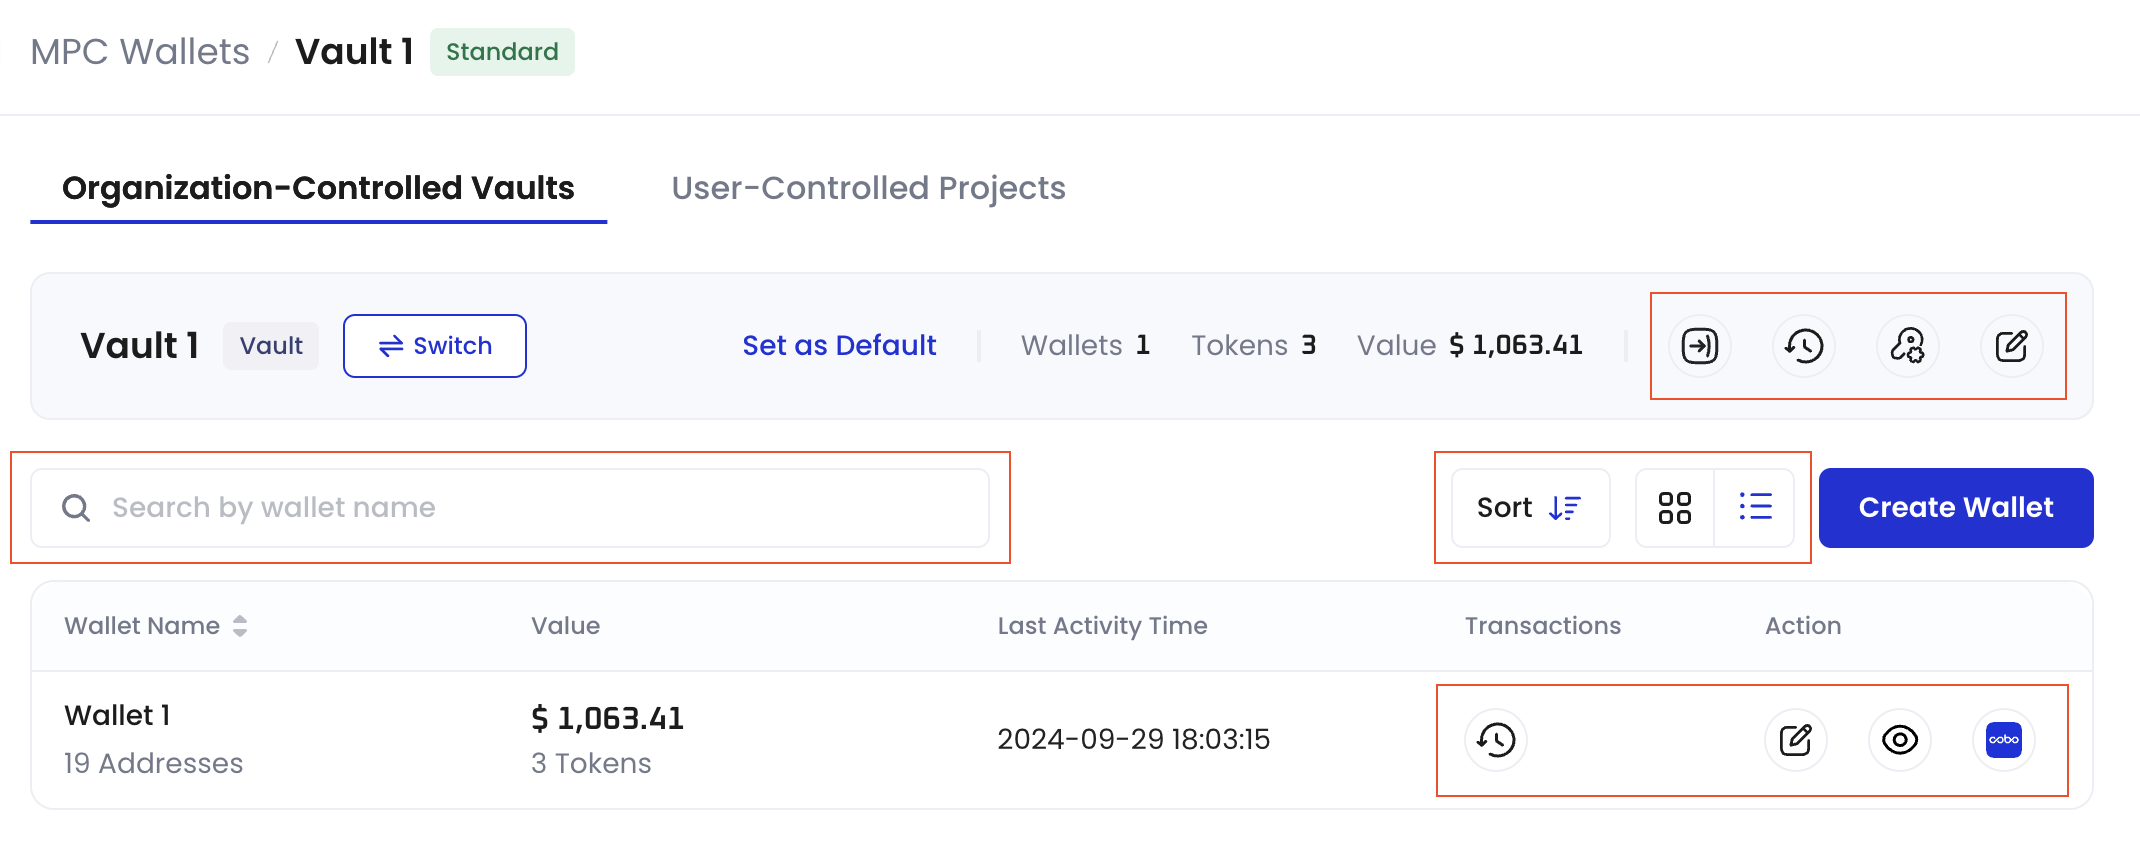 MPC Wallets / Vault 1 Standard
Organization-Controlled Vaults User-Controlled Projects
Vault 1 Vault Switch Set as Default Wallets 1 Tokens 3 Value $ 1,063.41
Search by wallet name Sort Create Wallet
Wallet Name Value Last Activity Time Transactions Action
Wallet 1 $ 1,063.41 2024-09-29 18:03:15 cobo
19 Addresses 3 Tokens